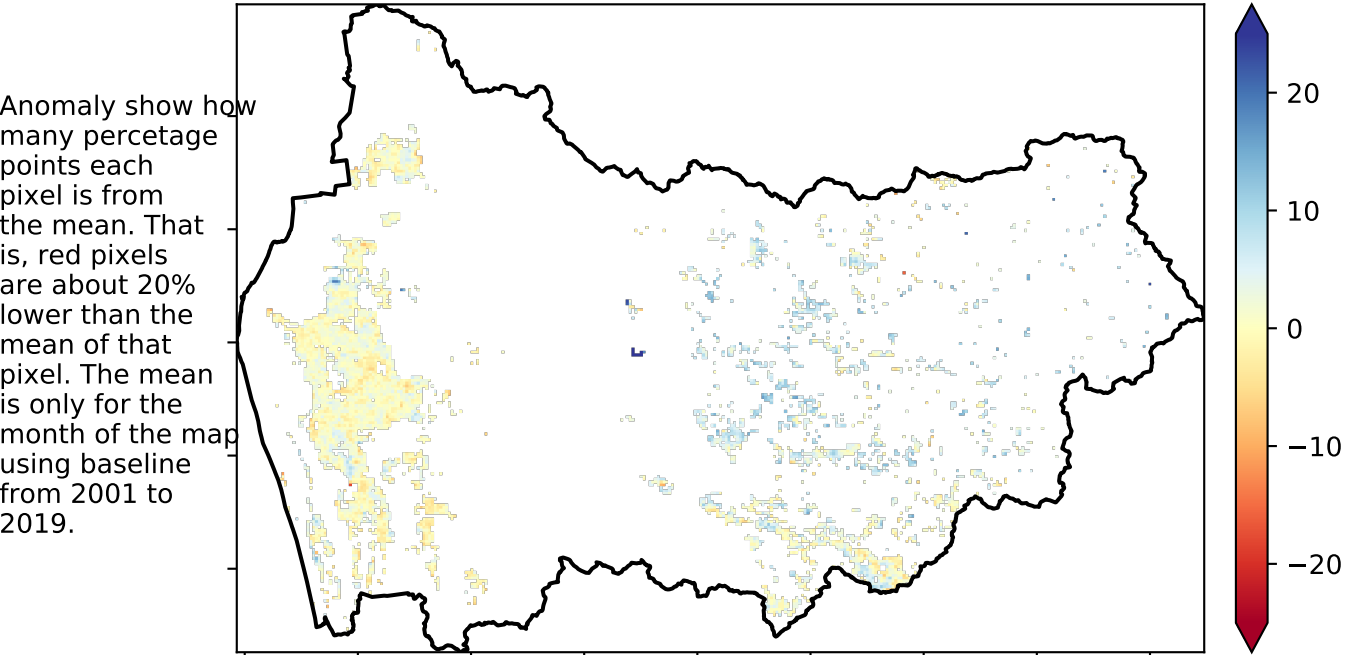 Anomaly show how
many percetage
points each
pixel is from
the mean. That
is, red pixels
are about 20%
lower than the
mean of that
pixel. The mean
is only for the
month of the map
using baseline
from 2001 to
2019.
20
10
0
−10
−20